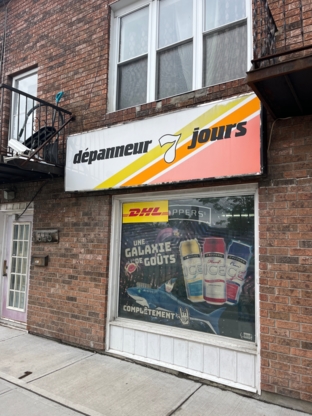 dépanneur 7 jours
DHL
UNE
GALAXIE
DE GOÛTS
COMPLÈTEMENT